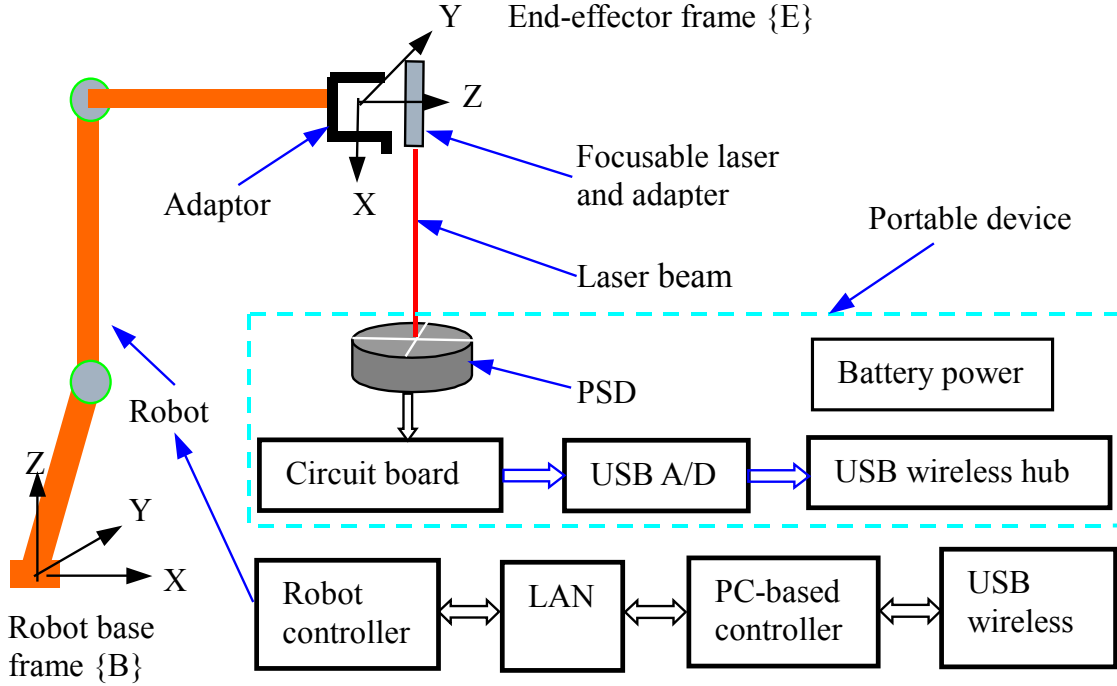 End-effector frame {E}
Y
Z
X
Adaptor
Focusable laser
and adapter
Portable device
Laser beam
PSD
Battery power
Robot
Circuit board
USB A/D
USB wireless hub
Z
Y
X
Robot base
frame {B}
Robot
controller
LAN
PC-based
controller
USB
wireless